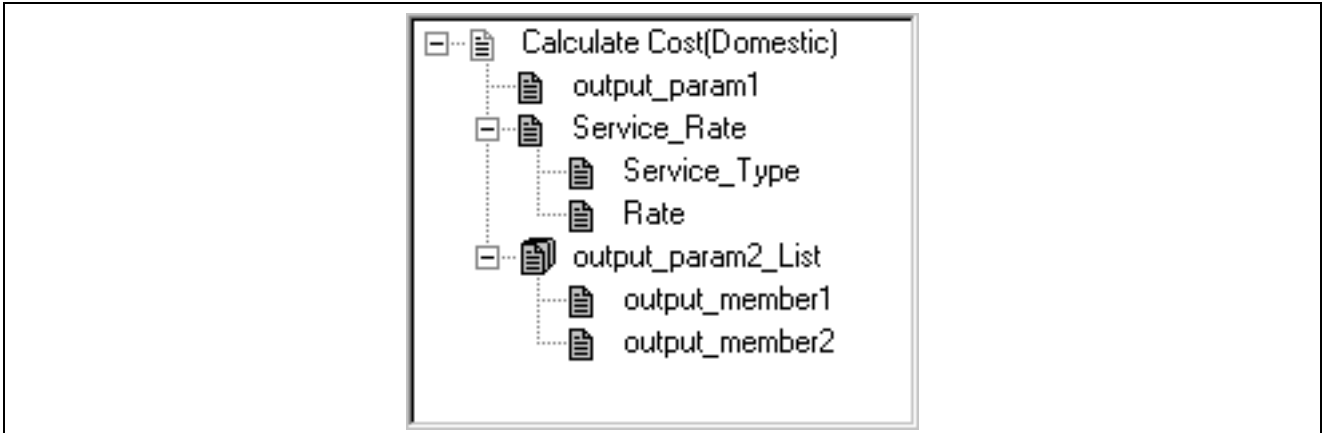 Calculate Cost(Domestic)
output_param1
Service_Rate
Service_Type
Rate
output_param2_List
output_member1
output_member2